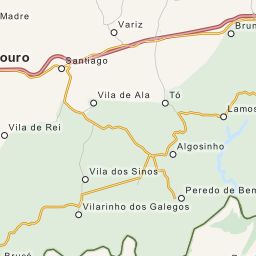 Madre
Variz
Brun
ouro
Santiago
Vila de Ala
Tó
Lamos
Vila de Rei
Algosinho
Vila dos Sinos
Peredo de Bem
Vilarinho dos Galegos
Bruçó